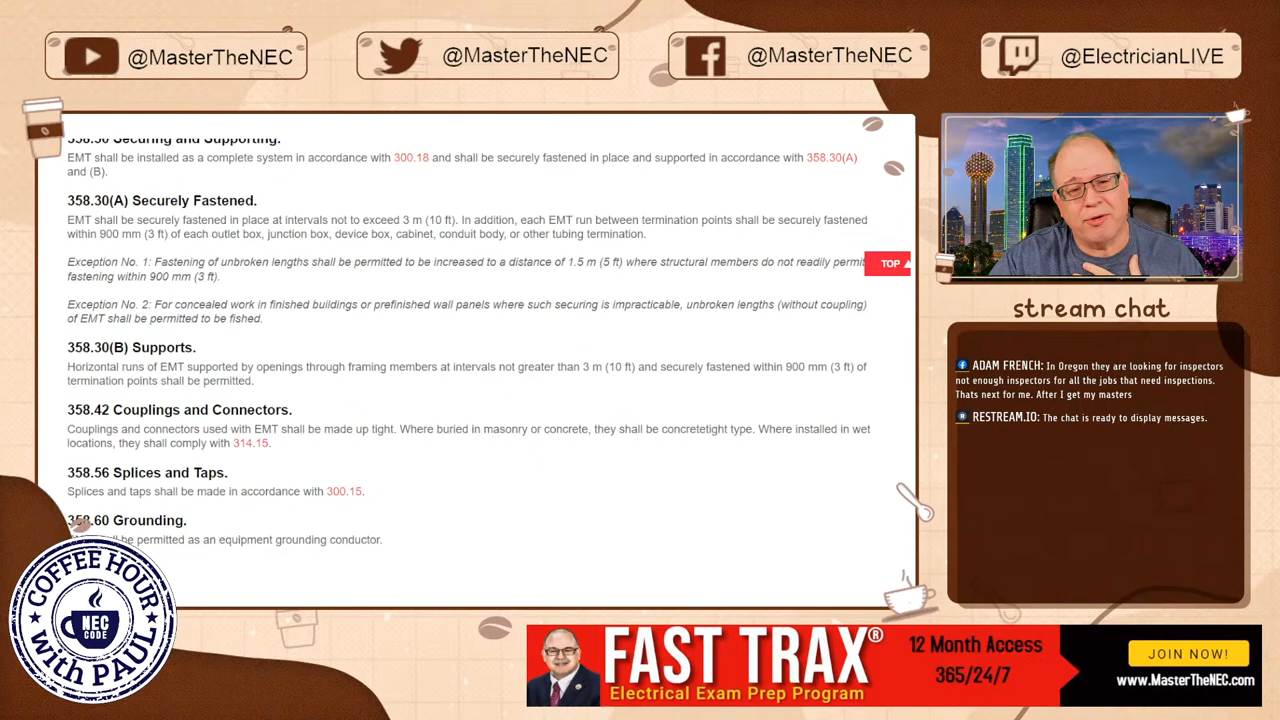 @MasterTheNEC
@MasterTheNEC
@MasterTheNEC
@ElectricianLIVE
358.30 Securing and Supporting.
EMT shall be installed as a complete system in accordance with 300.18 and shall be securely fastened in place and supported in accordance with 358.30(A)
and (B).
358.30(A) Securely Fastened.
EMT shall be securely fastened in place at intervals not to exceed 3 m (10 ft). In addition, each EMT run between termination points shall be securely fastened
within 900 mm (3 ft) of each outlet box, junction box, device box, cabinet, conduit body, or other tubing termination.
Exception No. 1: Fastening of unbroken lengths shall be permitted to be increased to a distance of 1.5 m (5 ft) where structural members do not readily permit
fastening within 900 mm (3 ft).
TOP
Exception No. 2: For concealed work in finished buildings or prefinished wall panels where such securing is impracticable, unbroken lengths (without coupling)
of EMT shall be permitted to be fished.
358.30(B) Supports.
Horizontal runs of EMT supported by openings through framing members at intervals not greater than 3 m (10 ft) and securely fastened within 900 mm (3 ft) of
termination points shall be permitted.
358.42 Couplings and Connectors.
Couplings and connectors used with EMT shall be made up tight. Where buried in masonry or concrete, they shall be concretetight type. Where installed in wet
locations, they shall comply with 314.15.
358.56 Splices and Taps.
Splices and taps shall be made in accordance with 300.15.
358.60 Grounding.
be permitted as an equipment grounding conductor.
stream chat
ADAM FRENCH: In Oregon they are looking for inspectors
not enough inspectors for all the jobs that need inspections.
Thats next for me. After I get my masters
RESTREAM.IO: The chat is ready to display messages.
COFFEE HOUR
NEC
CODE
with PAUL
FAST TRAX®
Electrical Exam Prep Program
12 Month Access
365/24/7
JOIN NOW!
www.MasterTheNEC.com